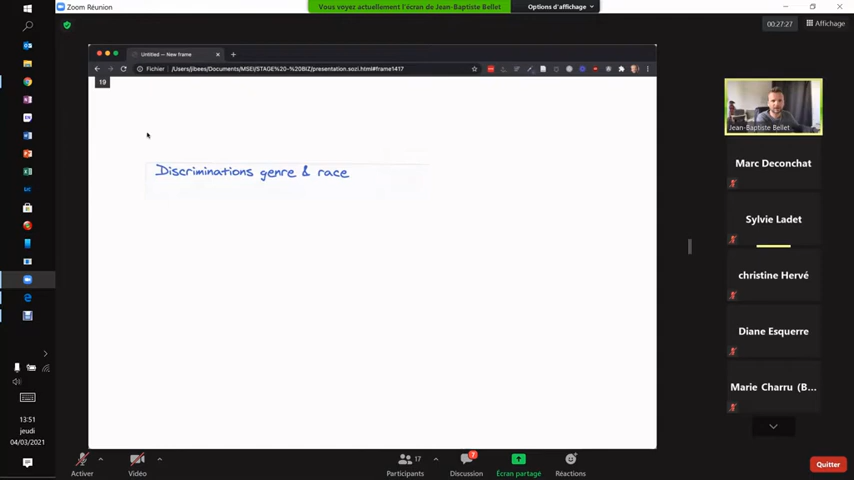 Zoom Réunion
Vous voyez actuellement l'écran de Jean-Baptiste Bellet
Options d'affichage
00:27:27
Affichage
Untitled — New frame
Fichier
/Users/jibees/Documents/MSEI/STAGE%20-%20BIZ/presentation.sozi.html#frame1417
19
Discriminations genre & race
Jean-Baptiste Bellet
Marc Deconchat
Sylvie Ladet
christine Hervé
Diane Esquerre
Marie Charru (B...
13:51
jeudi
04/03/2021
Activer
Vidéo
17
Participants
7
Discussion
Écran partagé
Réactions
Quitter